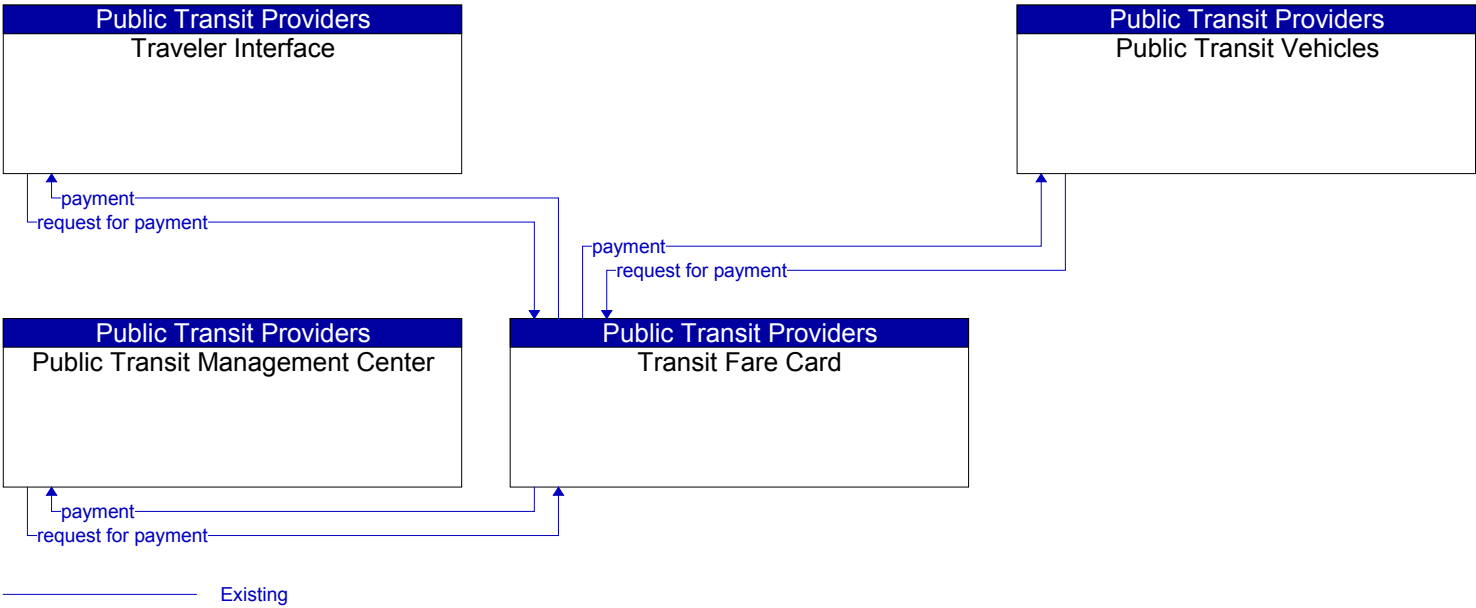 Public Transit Providers
Traveler Interface
Public Transit Providers
Public Transit Vehicles
payment
request for payment
payment
request for payment
Public Transit Providers
Public Transit Management Center
Public Transit Providers
Transit Fare Card
payment
request for payment
Existing